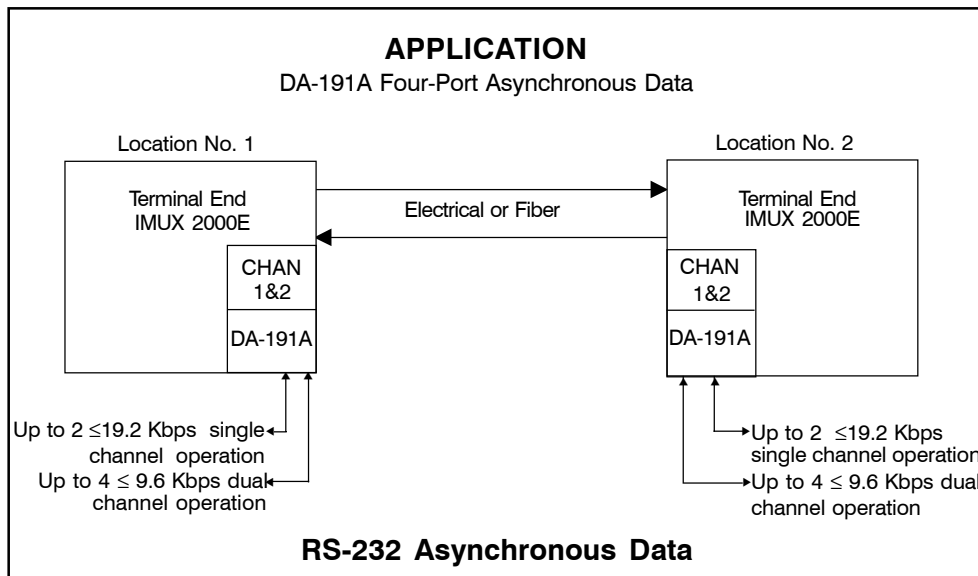 APPLICATION
DA-191A Four-Port Asynchronous Data
Location No. 1
Terminal End
IMUX 2000E
CHAN
1&2
DA-191A
Electrical or Fiber
Location No. 2
Terminal End
IMUX 2000E
CHAN
1&2
DA-191A
Up to 2 ≤19.2 Kbps single
channel operation
Up to 4 ≤ 9.6 Kbps dual
channel operation
Up to 2 ≤19.2 Kbps
single channel operation
Up to 4 ≤ 9.6 Kbps dual
channel operation
RS-232 Asynchronous Data